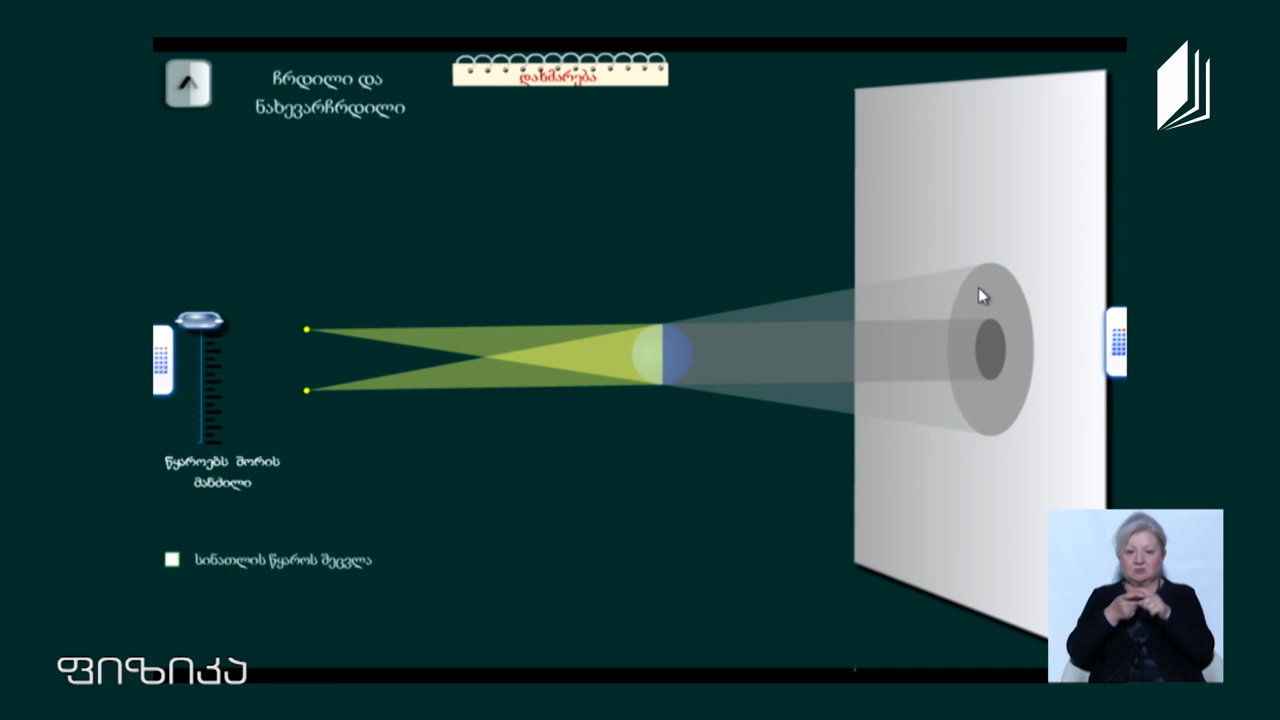 ჩრდილი და
ნახევარჩრდილი
დახმარება
წყაროებს შორის
მანძილი
სინათლის წყაროს შეცვლა
ფიზიკა